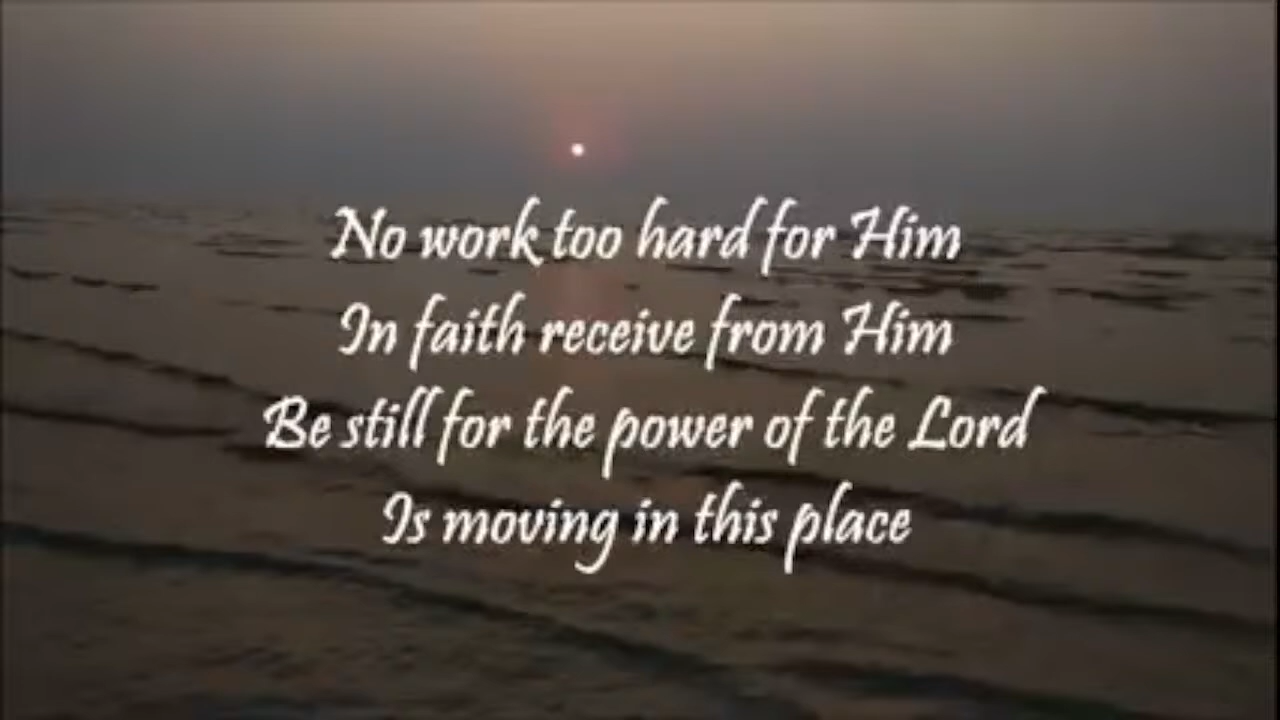 No work too hard for Him
In faith receive from Him
Be still for the power of the Lord
Is moving in this place